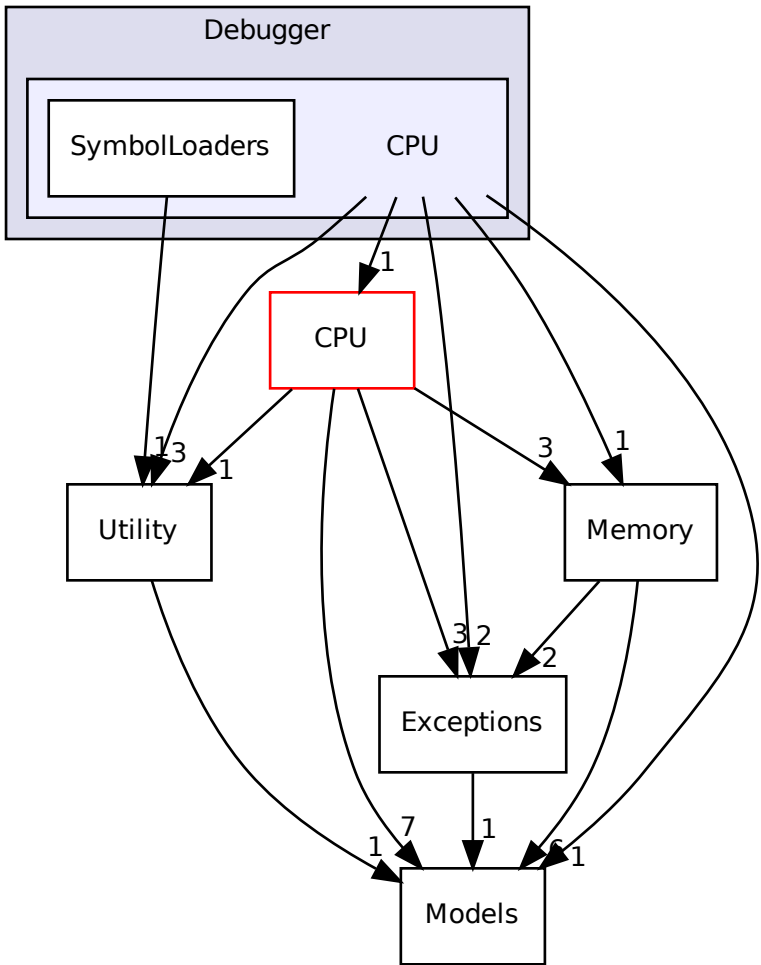 Debugger
SymbolLoaders
CPU
1
CPU
1
3
1
3
1
Utility
Memory
3
2
2
Exceptions
7
1
1
6
1
Models